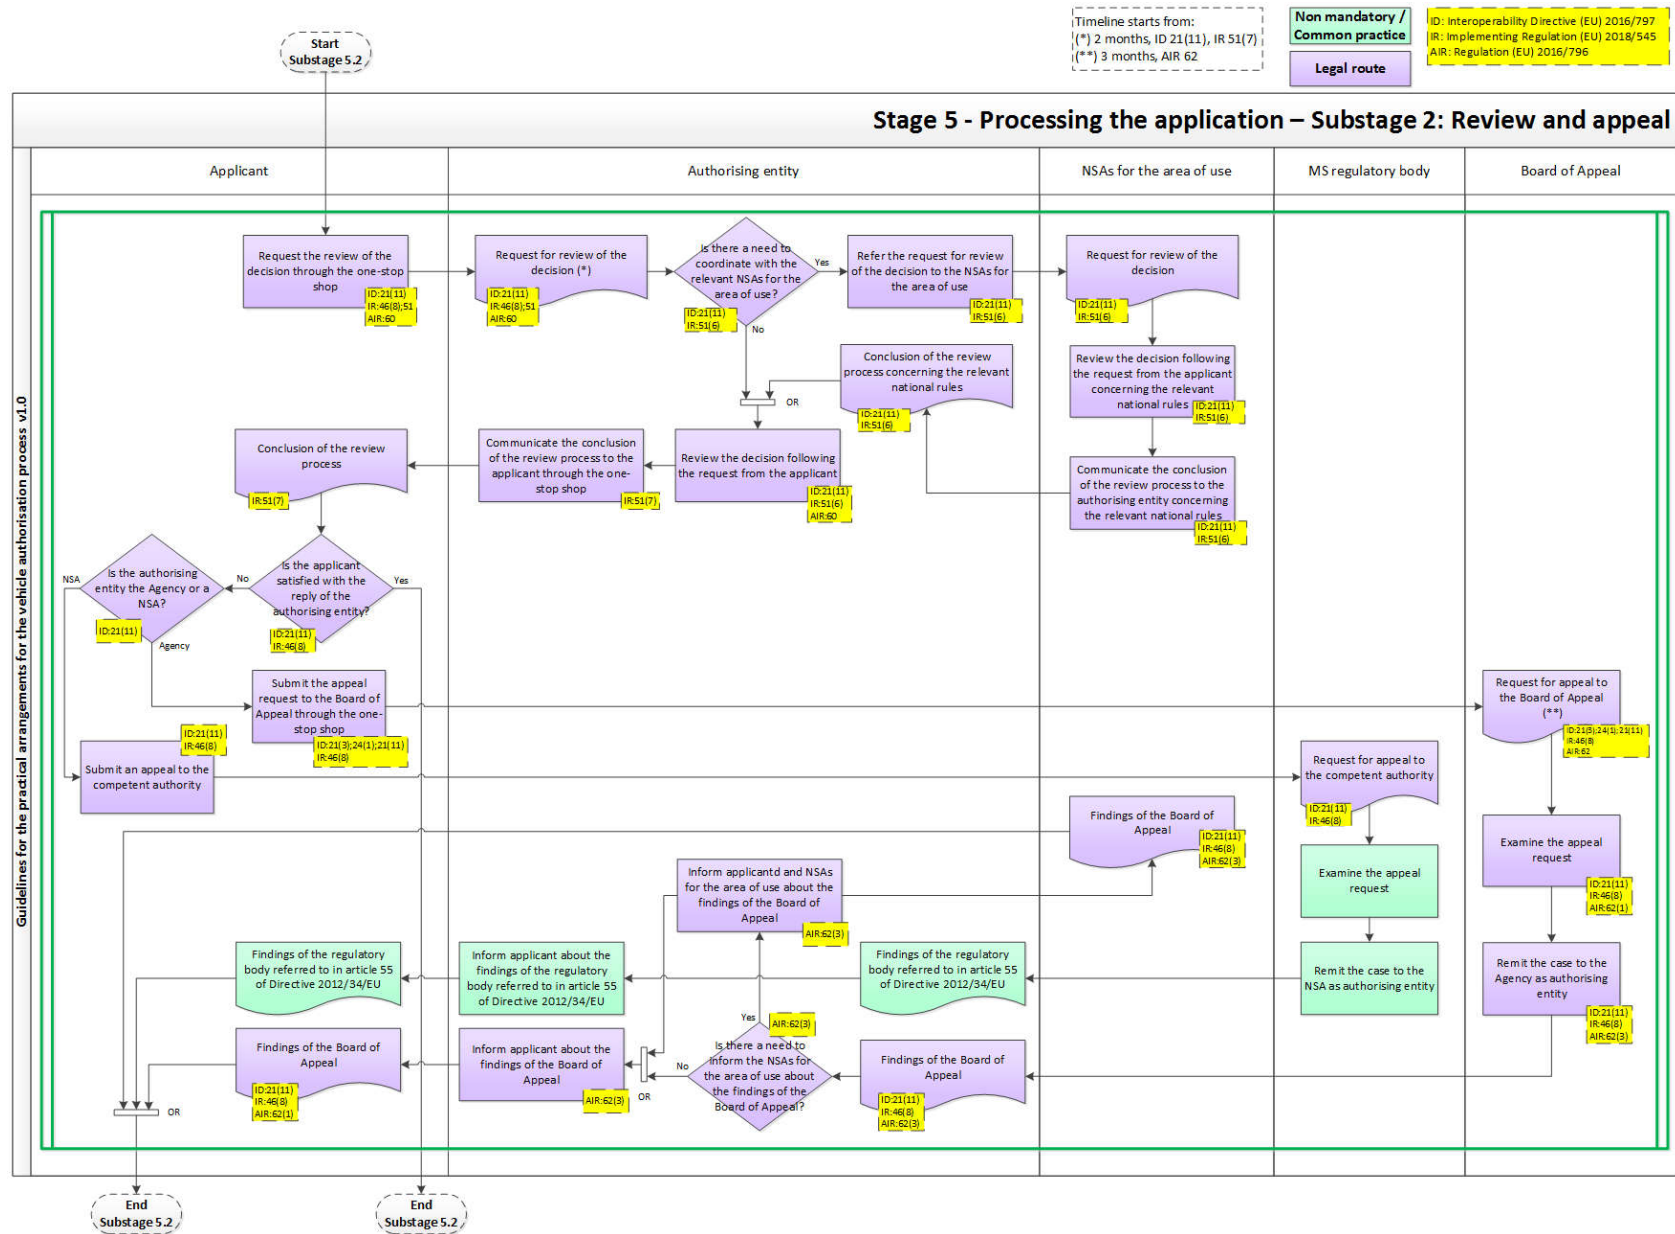 Start
Substage 5.2
Timeline starts from:
(*) 2 months, ID 21(11), IR 51(7)
(**) 3 months, AIR 62
Non mandatory /
Common practice
Legal route
ID: Interoperability Directive (EU) 2016/797
IR: Implementing Regulation (EU) 2018/545
AIR: Regulation (EU) 2016/796
Stage 5 - Processing the application – Substage 2: Review and appeal
Guidelines for the practical arrangements for the vehicle authorisation process v1.0
Applicant
Authorising entity
NSAs for the area of use
MS regulatory body
Board of Appeal
Request the review of the
decision through the one-stop
shop
ID:21(11)
IR:46(8);51
AIR:60
Request for review of the
decision (*)
ID:21(11)
IR:46(8);51
AIR:60
Is there a need to
coordinate with the
relevant NSAs for the
area of use?
ID:21(11)
IR:51(6)
Yes
No
Refer the request for review
of the decision to the NSAs for
the area of use
ID:21(11)
IR:51(6)
Request for review of the
decision
ID:21(11)
IR:51(6)
Conclusion of the review
process concerning the relevant
national rules
ID:21(11)
IR:51(6)
OR
Review the decision following
the request from the applicant
concerning the relevant
national rules
ID:21(11)
IR:51(6)
Conclusion of the review
process
IR:51(7)
Communicate the conclusion
of the review process to the
applicant through the one-
stop shop
IR:51(7)
Review the decision following
the request from the applicant
ID:21(11)
IR:51(6)
AIR:60
Communicate the conclusion
of the review process to the
authorising entity concerning
the relevant national rules
ID:21(11)
IR:51(6)
NSA
Is the authorising
entity the Agency or a
NSA?
ID:21(11)
Agency
No
Is the applicant
satisfied with the
reply of the
authorising entity?
ID:21(11)
IR:46(8)
Yes
Submit the appeal
request to the Board of
Appeal through the one-
stop shop
ID:21(3);24(1);21(11)
IR:46(8)
Request for appeal to
the Board of Appeal
(**)
ID:21(3);24(1);21(11)
IR:46(8)
AIR:62
ID:21(11)
IR:46(8)
Submit an appeal to the
competent authority
Request for appeal to
the competent authority
ID:21(11)
IR:46(8)
Findings of the Board of
Appeal
ID:21(11)
IR:46(8)
AIR:62(3)
Examine the appeal
request
ID:21(11)
IR:46(8)
AIR:62(1)
Examine the appeal
request
Inform applicantd and NSAs
for the area of use about the
findings of the Board of
Appeal
AIR:62(3)
Findings of the regulatory
body referred to in article 55
of Directive 2012/34/EU
Inform applicant about the
findings of the regulatory
body referred to in article 55
of Directive 2012/34/EU
Findings of the regulatory
body referred to in article 55
of Directive 2012/34/EU
Remit the case to the
NSA as authorising entity
Remit the case to the
Agency as authorising
entity
ID:21(11)
IR:46(8)
AIR:62(3)
Yes
AIR:62(3)
Is there a need to
inform the NSAs for
the area of use about
the findings of the
Board of Appeal?
No
OR
Findings of the Board of
Appeal
ID:21(11)
IR:46(8)
AIR:62(1)
Inform applicant about the
findings of the Board of
Appeal
AIR:62(3)
Findings of the Board of
Appeal
ID:21(11)
IR:46(8)
AIR:62(3)
OR
End
Substage 5.2
End
Substage 5.2